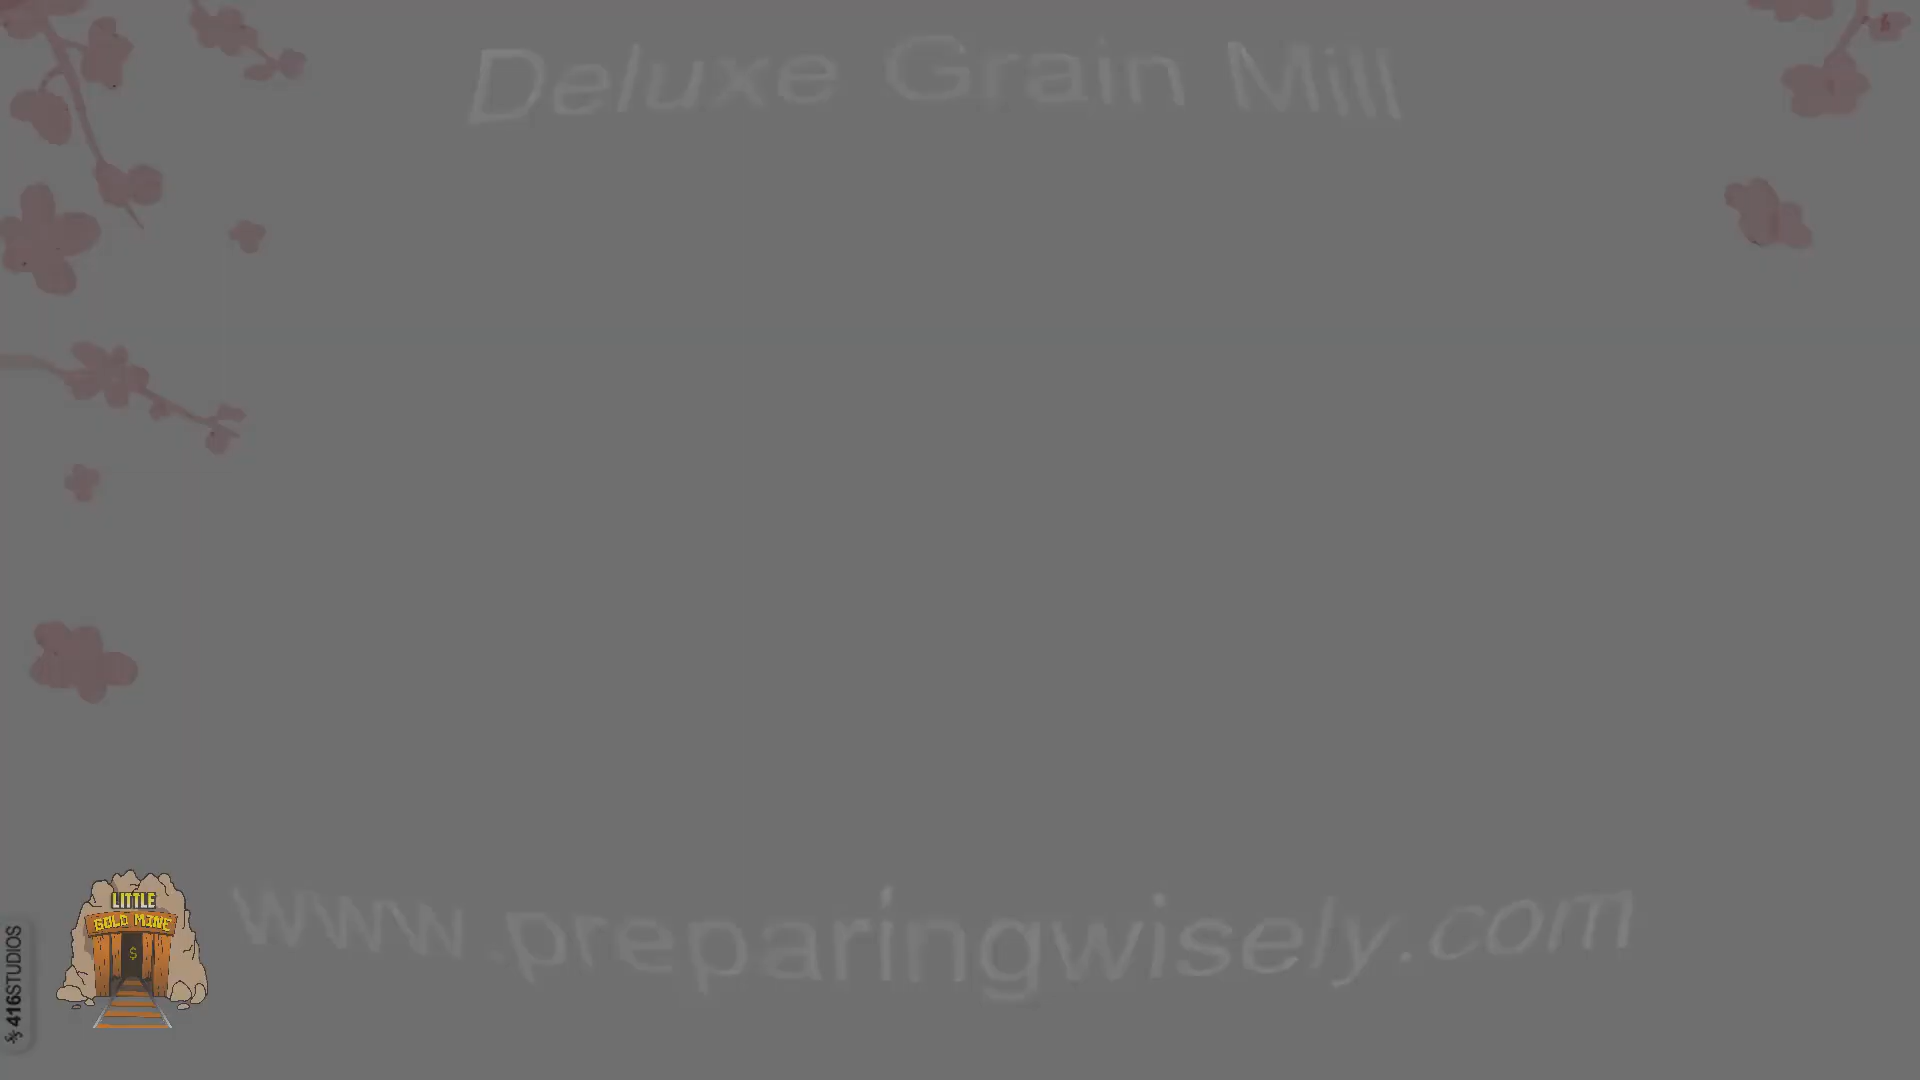 Deluxe Grain Mill
LITTLE
GOLD MINE
$
www.preparingwisely.com
416STUDIOS